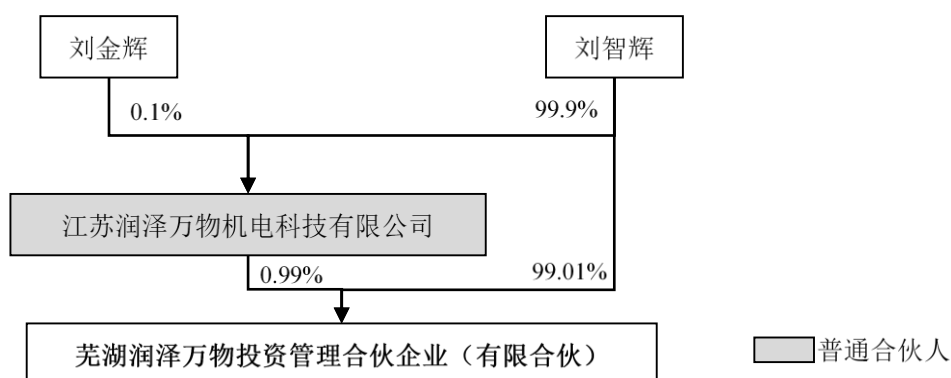 刘金辉
刘智辉
0.1%
99.9%
江苏润泽万物机电科技有限公司
0.99%
99.01%
芜湖润泽万物投资管理合伙企业（有限合伙）
普通合伙人